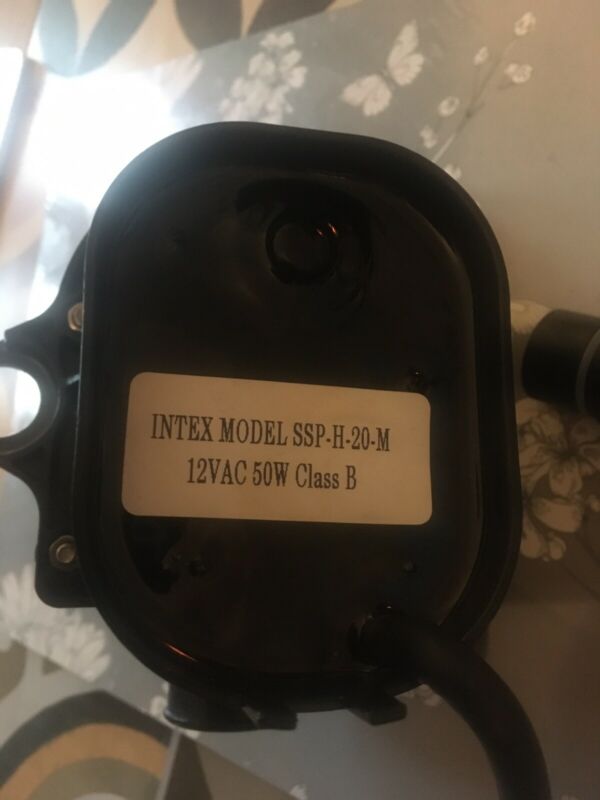 INTEX MODEL SSP-H-20-M
12VAC 50W Class B